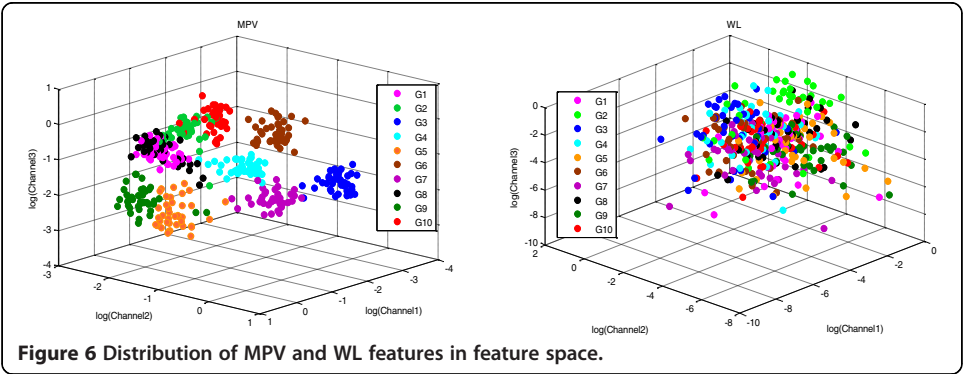 MPV
1
0
-1
-2
-3
-4
log(Channel3)
-3
-2
-1
0
1
log(Channel2)
1
0
-1
-2
-3
-4
log(Channel1)
G1
G2
G3
G4
G5
G6
G7
G8
G9
G10
WL
0
-2
-4
-6
-8
-10
log(Channel3)
2
0
-2
-4
-6
-8
log(Channel2)
-10
-8
-6
-4
-2
0
log(Channel1)
G1
G2
G3
G4
G5
G6
G7
G8
G9
G10
Figure 6 Distribution of MPV and WL features in feature space.